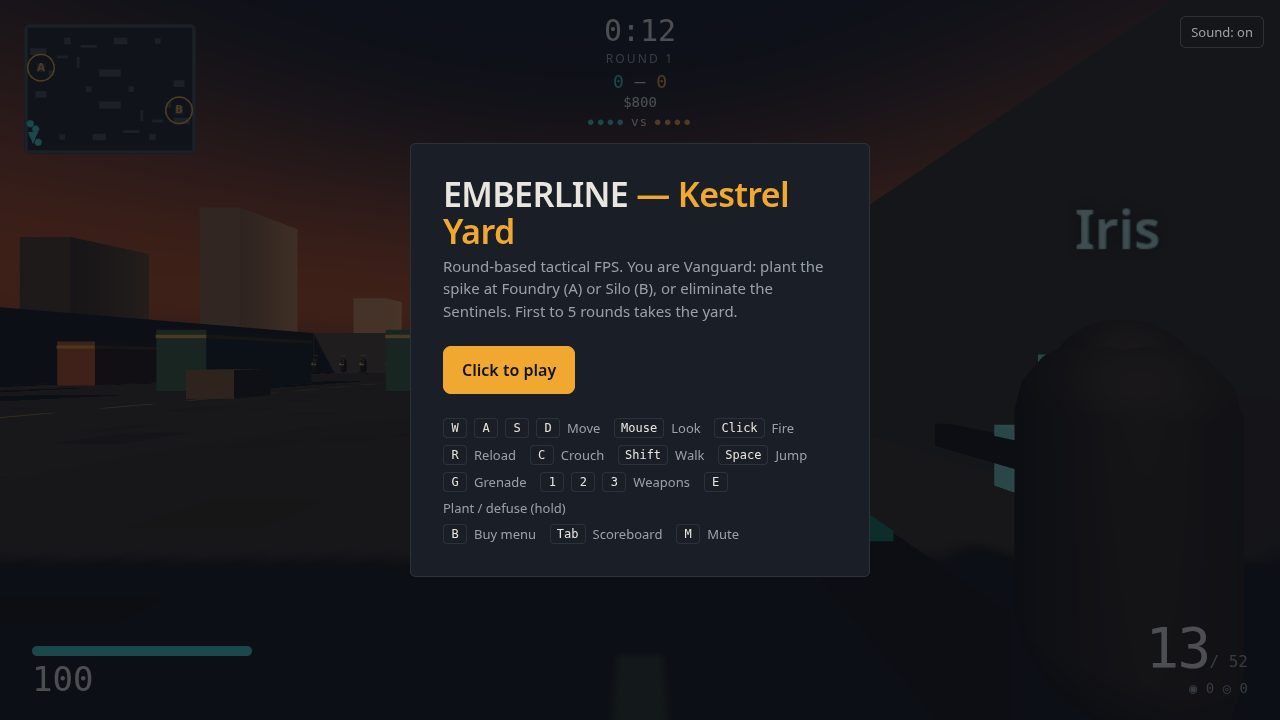 0:12
ROUND 1
0 — 0
$800
vs
Sound: on
A
B
EMBERLINE — Kestrel
Yard
Round-based tactical FPS. You are Vanguard: plant the
spike at Foundry (A) or Silo (B), or eliminate the
Sentinels. First to 5 rounds takes the yard.
Click to play
W A S D Move Mouse Look Click Fire
R Reload C Crouch Shift Walk Space Jump
G Grenade 1 2 3 Weapons E
Plant / defuse (hold)
B Buy menu Tab Scoreboard M Mute
Iris
100
13 / 52
◉ 0 ◎ 0